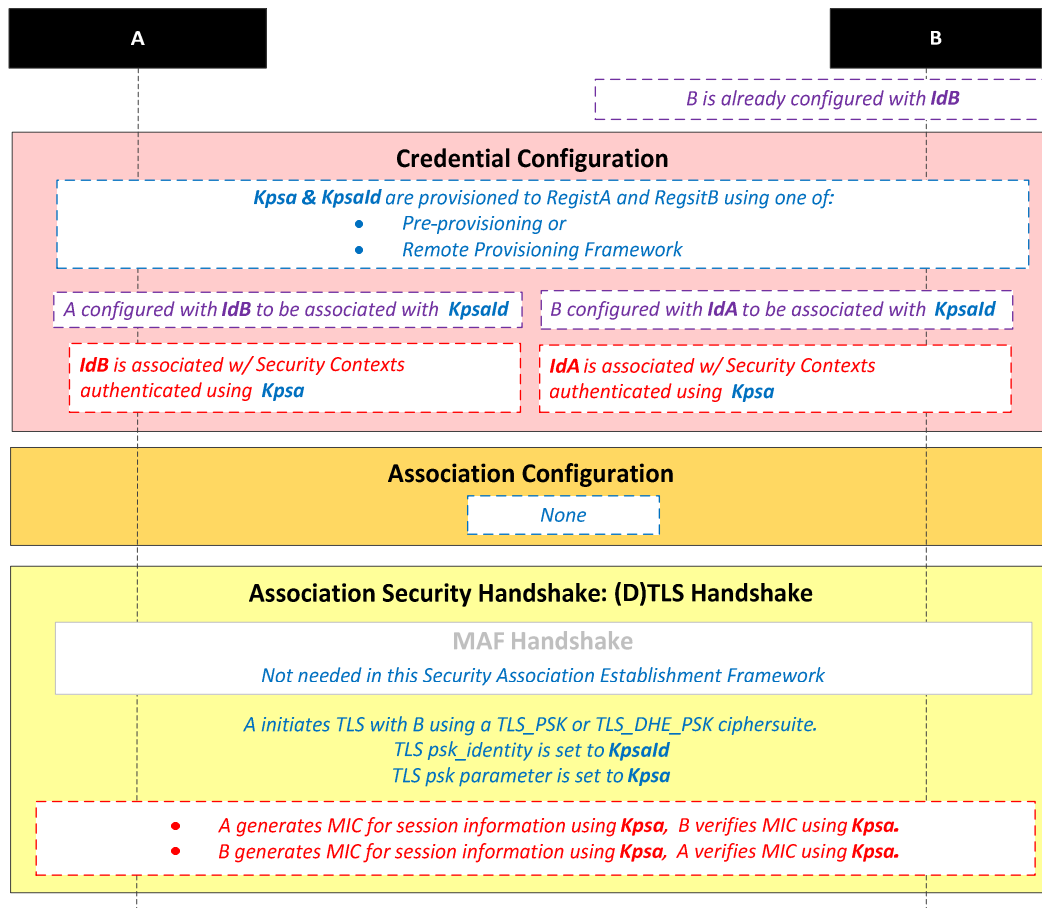 A
B
B is already configured with IdB
Credential Configuration
Kpsa & KpsaId are provisioned to RegistA and RegsitB using one of:
• Pre-provisioning or
• Remote Provisioning Framework
A configured with IdB to be associated with KpsaId
B configured with IdA to be associated with KpsaId
IdB is associated w/ Security Contexts
authenticated using Kpsa
IdA is associated w/ Security Contexts
authenticated using Kpsa
Association Configuration
None
Association Security Handshake: (D)TLS Handshake
MAF Handshake
Not needed in this Security Association Establishment Framework
A initiates TLS with B using a TLS_PSK or TLS_DHE_PSK ciphersuite.
TLS psk_identity is set to KpsaId
TLS psk parameter is set to Kpsa
• A generates MIC for session information using Kpsa, B verifies MIC using Kpsa.
• B generates MIC for session information using Kpsa, A verifies MIC using Kpsa.